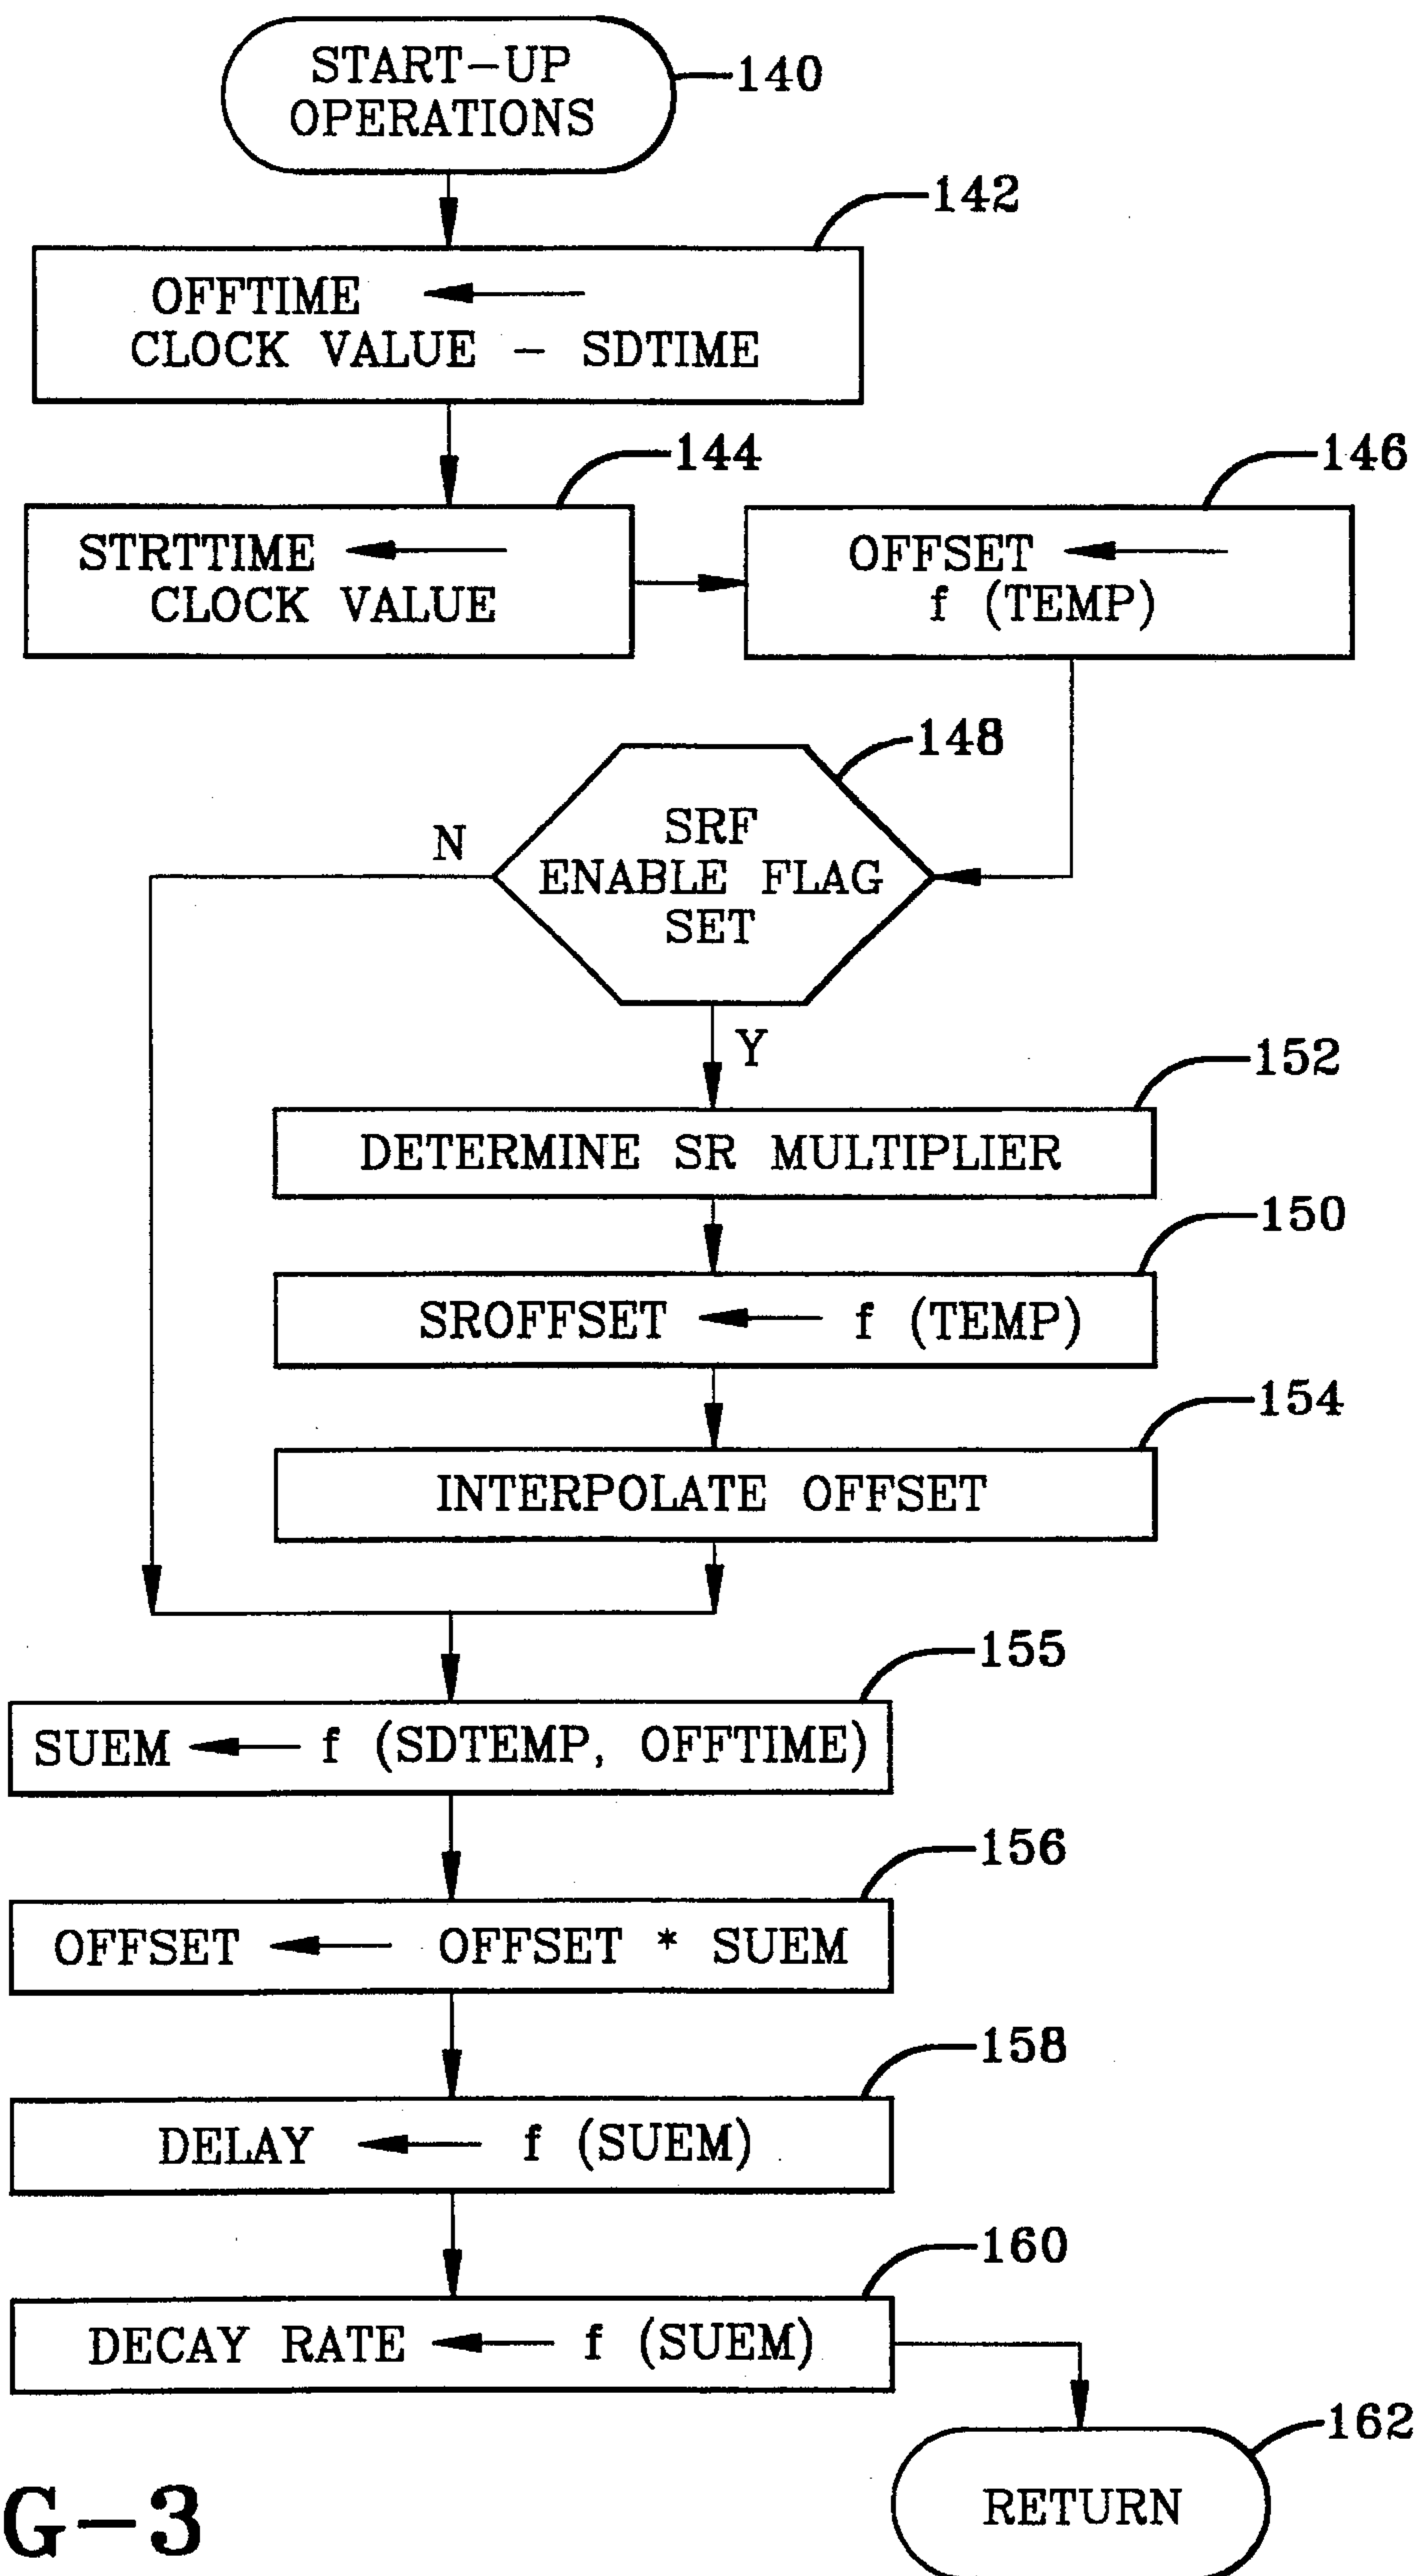 START-UP
OPERATIONS
140
142
OFFTIME
CLOCK VALUE - SDTIME
144
STRTTIME
CLOCK VALUE
146
OFFSET
f (TEMP)
148
SRF
ENABLE FLAG
SET
N
Y
152
DETERMINE SR MULTIPLIER
150
SROFFSET f (TEMP)
154
INTERPOLATE OFFSET
155
SUEM f (SDTEMP, OFFTIME)
156
OFFSET OFFSET * SUEM
158
DELAY f (SUEM)
160
DECAY RATE f (SUEM)
162
RETURN
G-3